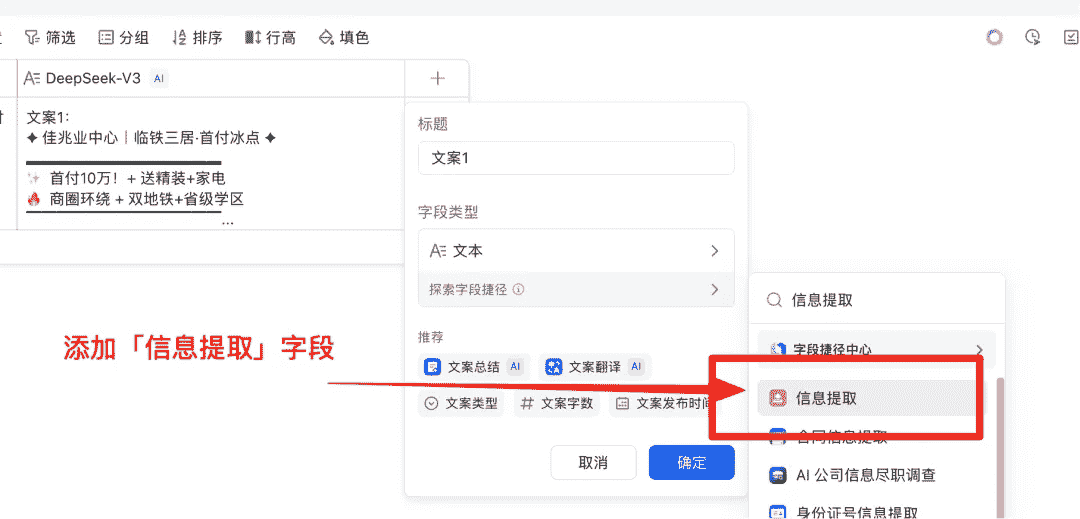 筛选 分组 排序 行高 填色
DeepSeek-V3 AI
文案1：
✦ 佳兆业中心｜临铁三居·首付冰点 ✦
✨ 首付10万！+ 送精装+家电
🔥 商圈环绕 + 双地铁+省级学区
...
标题
文案1
字段类型
文本
探索字段捷径
推荐
文案总结 AI 文案翻译 AI
文案类型 文案字数 文案发布时间
取消 确定
信息提取
字段捷径中心
信息提取
合同信息提取
AI 公司信息尽职调查
身份证号信息提取
添加「信息提取」字段